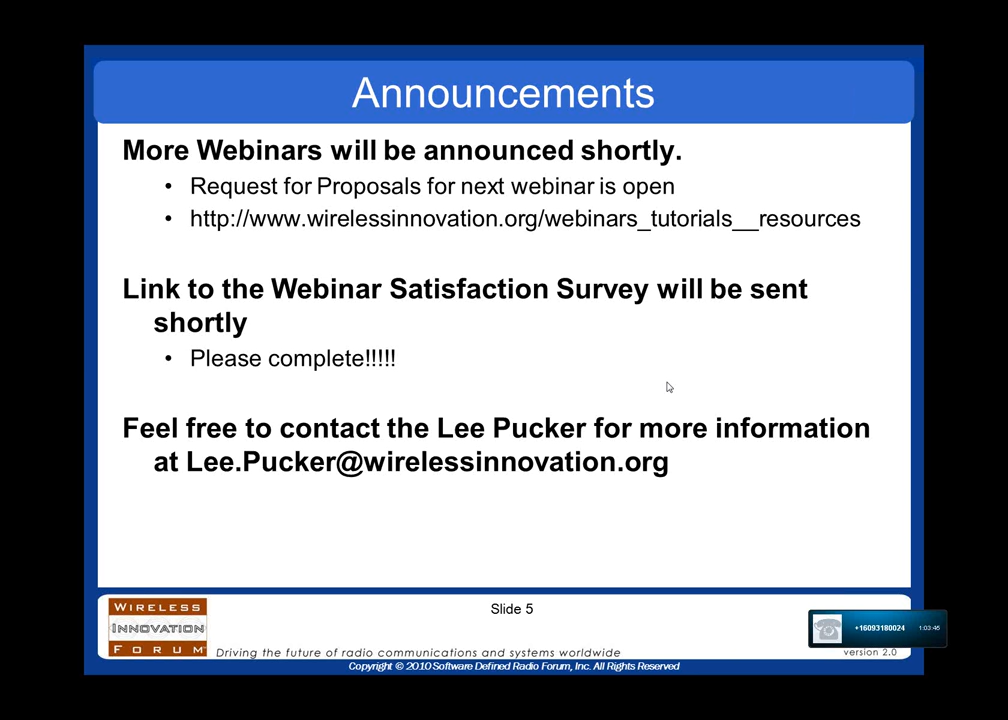 Announcements
More Webinars will be announced shortly.
• Request for Proposals for next webinar is open
• http://www.wirelessinnovation.org/webinars_tutorials__resources
Link to the Webinar Satisfaction Survey will be sent
shortly
• Please complete!!!!!
Feel free to contact the Lee Pucker for more information
at Lee.Pucker@wirelessinnovation.org
Slide 5
WIRELESS
INNOVATION
FORUM
Driving the future of radio communications and systems worldwide
+16093180024 1:03:46
version 2.0
Copyright © 2010 Software Defined Radio Forum, Inc. All Rights Reserved